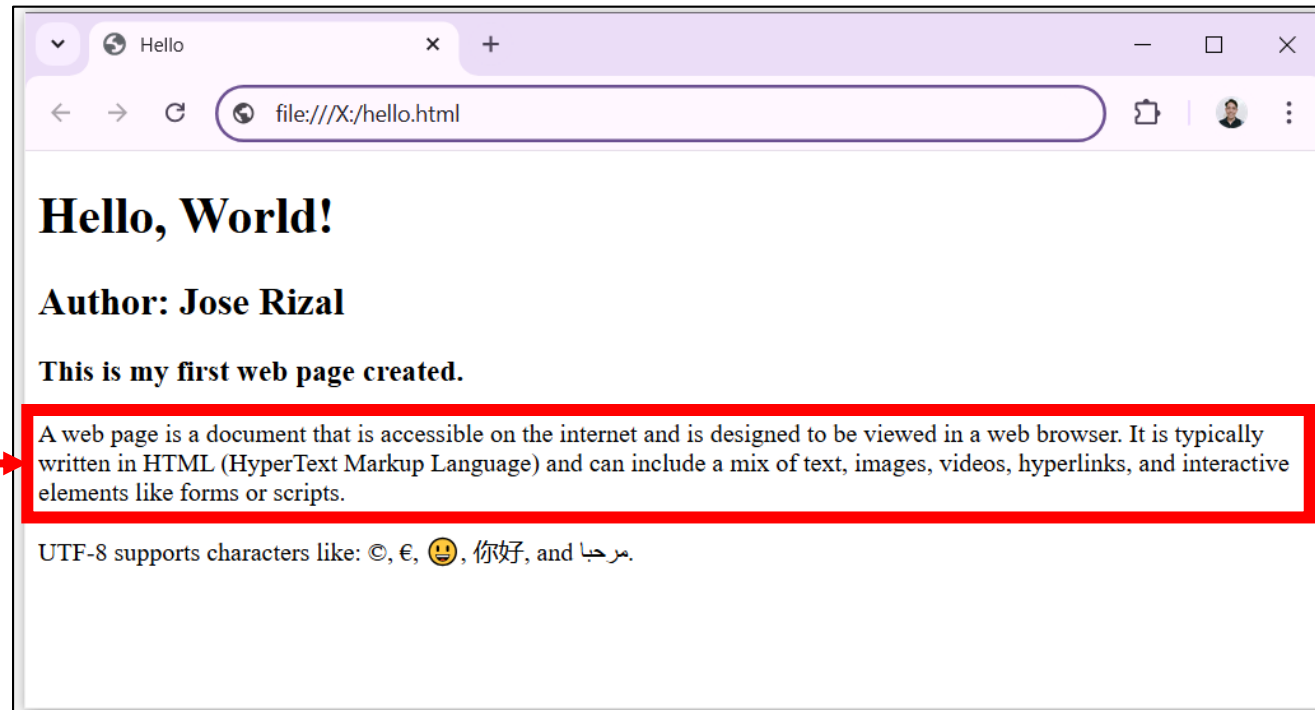 Hello
file:///X:/hello.html
Hello, World!
Author: Jose Rizal
This is my first web page created.
A web page is a document that is accessible on the internet and is designed to be viewed in a web browser. It is typically
written in HTML (HyperText Markup Language) and can include a mix of text, images, videos, hyperlinks, and interactive
elements like forms or scripts.
UTF-8 supports characters like: ©, €, 😃, 你好, and مرحبا.